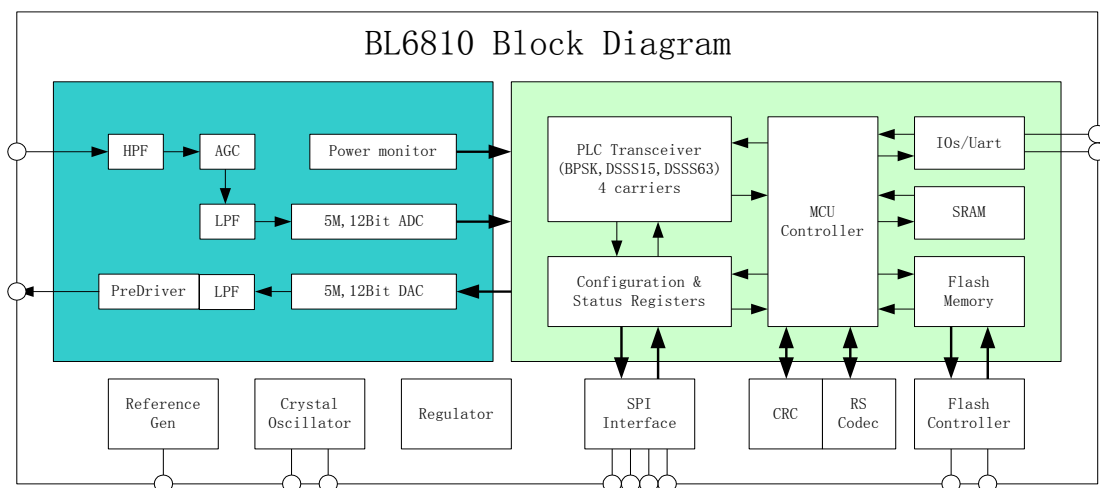 BL6810 Block Diagram
HPF
AGC
Power monitor
LPF
5M,12Bit ADC
PreDriver
LPF
5M,12Bit DAC
PLC Transceiver
(BPSK,DSSS15,DSSS63)
4 carriers
Configuration &
Status Registers
MCU
Controller
IOs/Uart
SRAM
Flash
Memory
Reference
Gen
Crystal
Oscillator
Regulator
SPI
Interface
CRC
RS
Codec
Flash
Controller